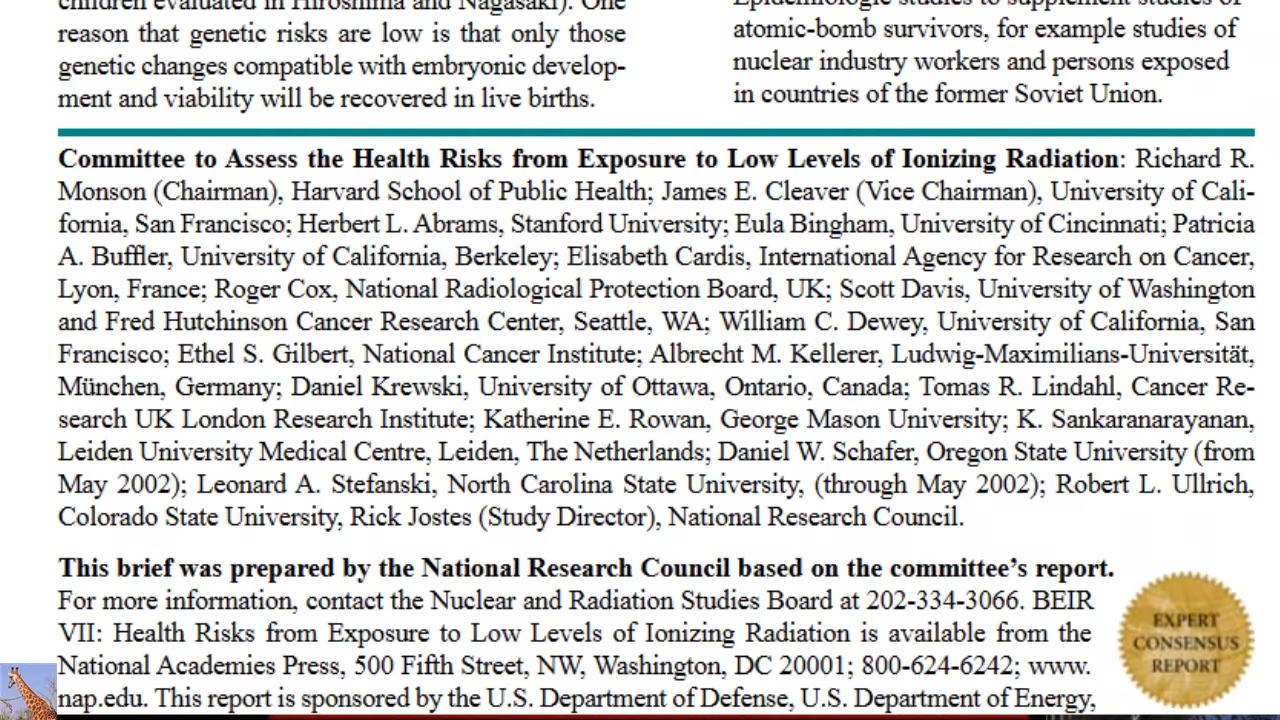 children evaluated in Hiroshima and Nagasaki). One
reason that genetic risks are low is that only those
genetic changes compatible with embryonic develop-
ment and viability will be recovered in live births.
Epidemiologic studies to supplement studies of
atomic-bomb survivors, for example studies of
nuclear industry workers and persons exposed
in countries of the former Soviet Union.
Committee to Assess the Health Risks from Exposure to Low Levels of Ionizing Radiation: Richard R.
Monson (Chairman), Harvard School of Public Health; James E. Cleaver (Vice Chairman), University of Cali-
fornia, San Francisco; Herbert L. Abrams, Stanford University; Eula Bingham, University of Cincinnati; Patricia
A. Buffler, University of California, Berkeley; Elisabeth Cardis, International Agency for Research on Cancer,
Lyon, France; Roger Cox, National Radiological Protection Board, UK; Scott Davis, University of Washington
and Fred Hutchinson Cancer Research Center, Seattle, WA; William C. Dewey, University of California, San
Francisco; Ethel S. Gilbert, National Cancer Institute; Albrecht M. Kellerer, Ludwig-Maximilians-Universität,
München, Germany; Daniel Krewski, University of Ottawa, Ontario, Canada; Tomas R. Lindahl, Cancer Re-
search UK London Research Institute; Katherine E. Rowan, George Mason University; K. Sankaranarayanan,
Leiden University Medical Centre, Leiden, The Netherlands; Daniel W. Schafer, Oregon State University (from
May 2002); Leonard A. Stefanski, North Carolina State University, (through May 2002); Robert L. Ullrich,
Colorado State University, Rick Jostes (Study Director), National Research Council.
This brief was prepared by the National Research Council based on the committee's report.
For more information, contact the Nuclear and Radiation Studies Board at 202-334-3066. BEIR
VII: Health Risks from Exposure to Low Levels of Ionizing Radiation is available from the
National Academies Press, 500 Fifth Street, NW, Washington, DC 20001; 800-624-6242; www.
nap.edu. This report is sponsored by the U.S. Department of Defense, U.S. Department of Energy,
EXPERT
CONSENSUS
REPORT